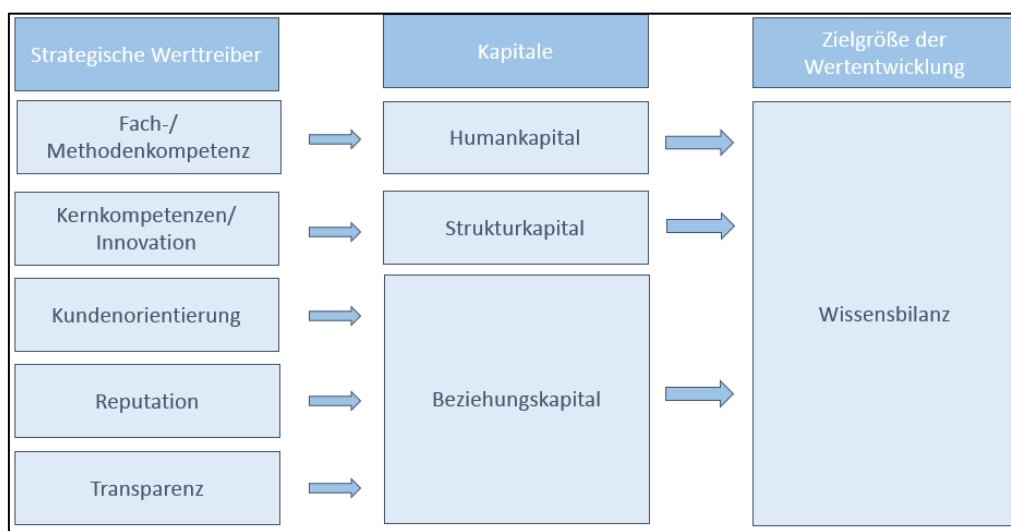 Strategische Werttreiber
Kapitale
Zielgröße der
Wertentwicklung
Fach-/
Methodenkompetenz
Humankapital
Kernkompetenzen/
Innovation
Strukturkapital
Kundenorientierung
Wissensbilanz
Reputation
Beziehungskapital
Transparenz